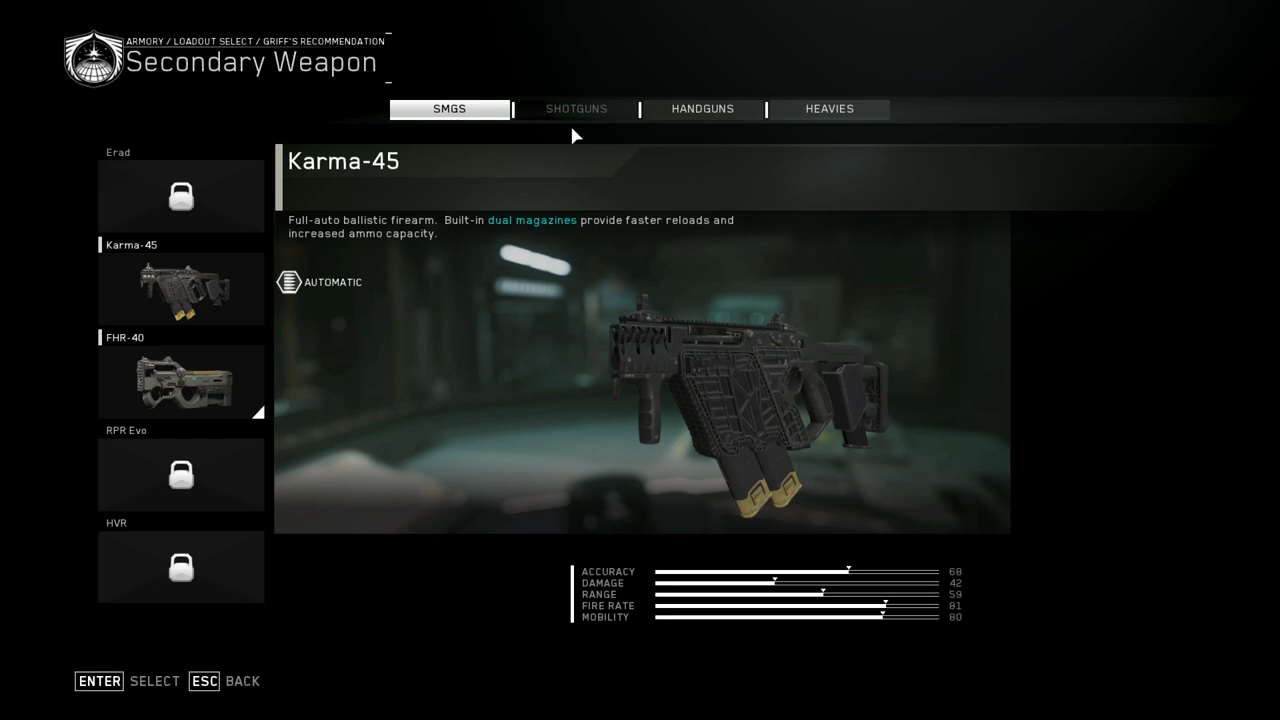 ARMORY / LOADOUT SELECT / GRIFF'S RECOMMENDATION
Secondary Weapon
SMGS
SHOTGUNS
HANDGUNS
HEAVIES
Erad
Karma-45
FHR-40
RPR Evo
HVR
Karma-45
Full-auto ballistic firearm. Built-in dual magazines provide faster reloads and
increased ammo capacity.
AUTOMATIC
ACCURACY 68
DAMAGE 42
RANGE 59
FIRE RATE 81
MOBILITY 80
ENTER SELECT ESC BACK